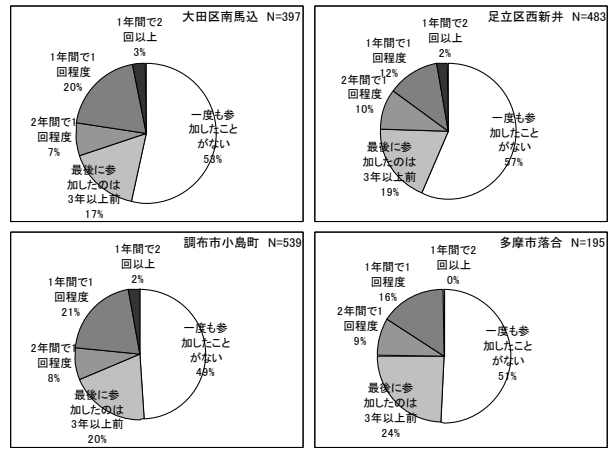 大田区南馬込 N=397
1年間で2
回以上
3%
1年間で1
回程度
20%
2年間で1
回程度
7%
最後に参
加したのは
3年以上前
17%
一度も参
加したこと
がない
53%
足立区西新井 N=483
1年間で2
回以上
2%
1年間で1
回程度
12%
2年間で1
回程度
10%
最後に参
加したのは
3年以上前
19%
一度も参
加したこと
がない
57%
調布市小島町 N=539
1年間で2
回以上
2%
1年間で1
回程度
21%
2年間で1
回程度
8%
最後に参
加したのは
3年以上前
20%
一度も参
加したこと
がない
49%
多摩市落合 N=195
1年間で2
回以上
0%
1年間で1
回程度
16%
2年間で1
回程度
9%
最後に参
加したのは
3年以上前
24%
一度も参
加したこと
がない
51%